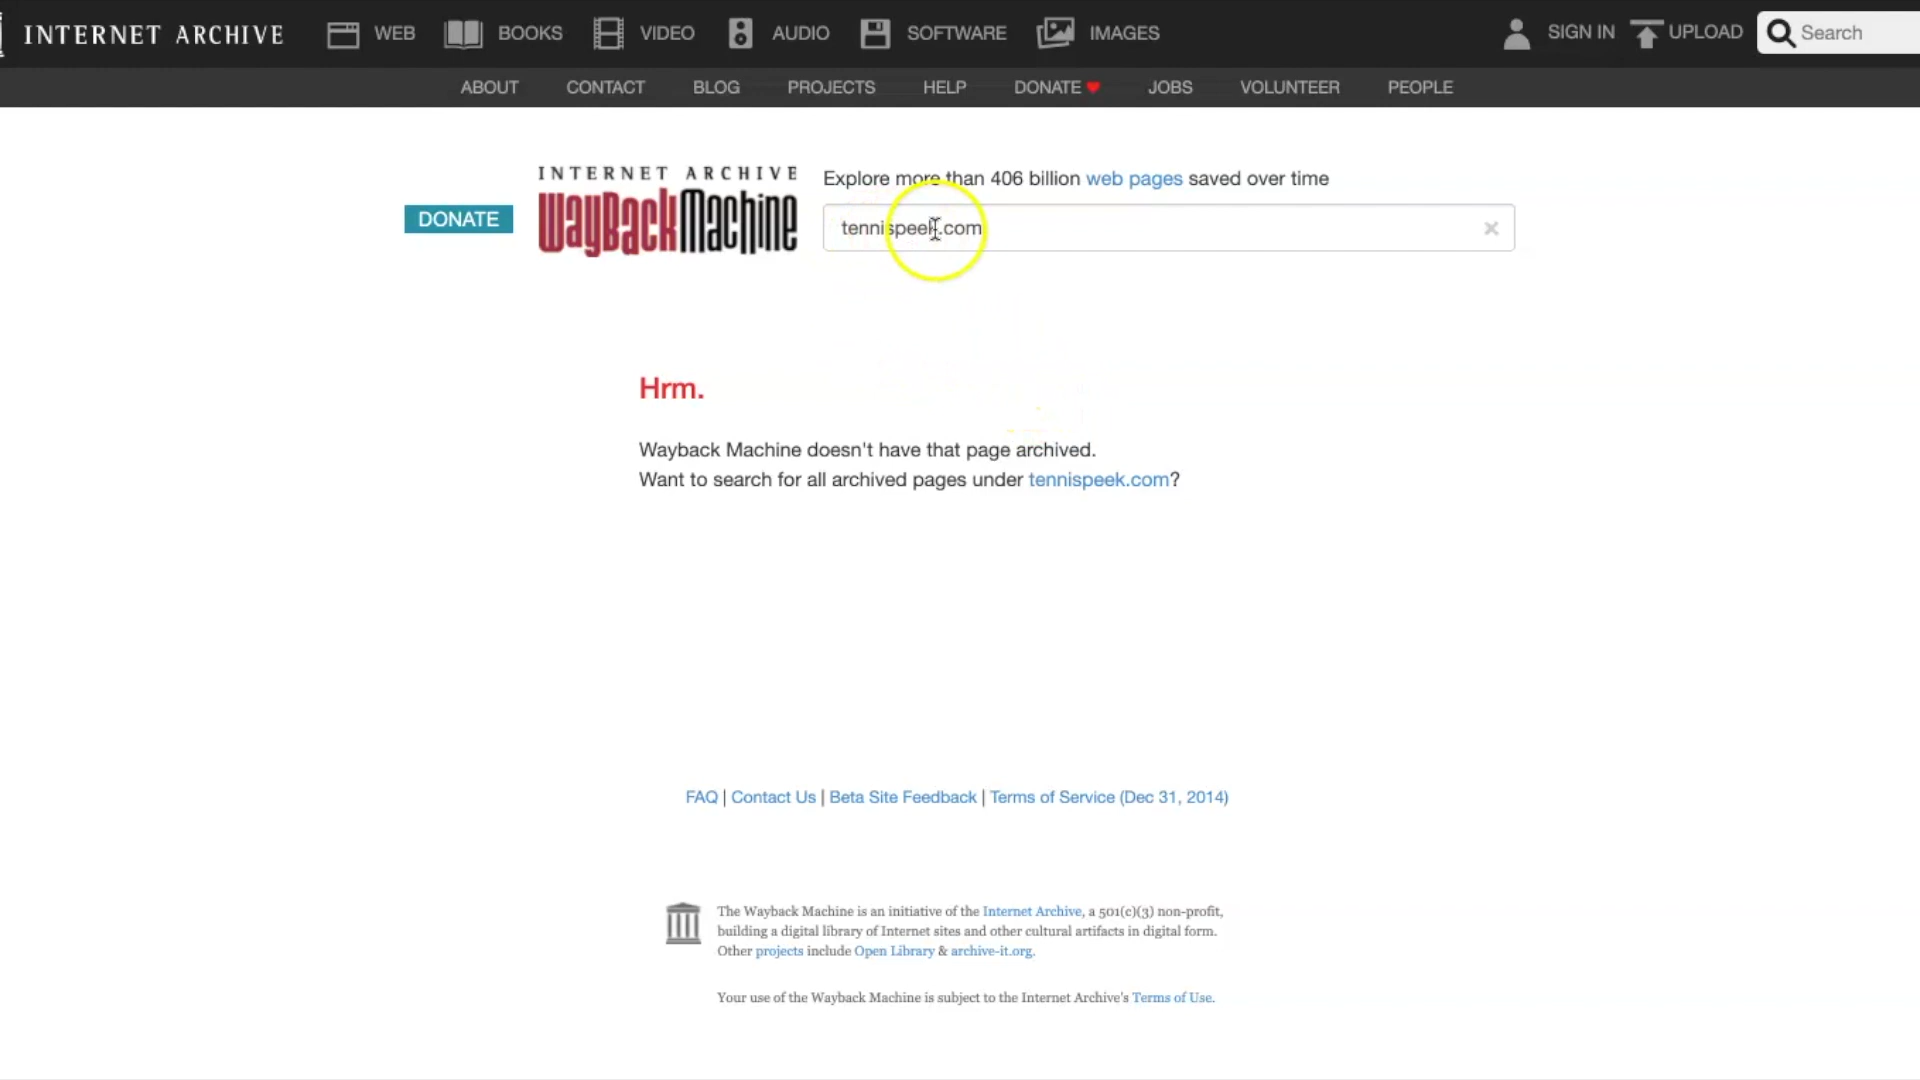 INTERNET ARCHIVE WEB BOOKS VIDEO AUDIO SOFTWARE IMAGES SIGN IN UPLOAD Search
ABOUT CONTACT BLOG PROJECTS HELP DONATE JOBS VOLUNTEER PEOPLE
DONATE
INTERNET ARCHIVE
WayBackMachine
Explore more than 406 billion web pages saved over time
tennispeek.com
Hrm.
Wayback Machine doesn't have that page archived.
Want to search for all archived pages under tennispeek.com?
FAQ | Contact Us | Beta Site Feedback | Terms of Service (Dec 31, 2014)
The Wayback Machine is an initiative of the Internet Archive, a 501(c)(3) non-profit,
building a digital library of Internet sites and other cultural artifacts in digital form.
Other projects include Open Library & archive-it.org.
Your use of the Wayback Machine is subject to the Internet Archive's Terms of Use.